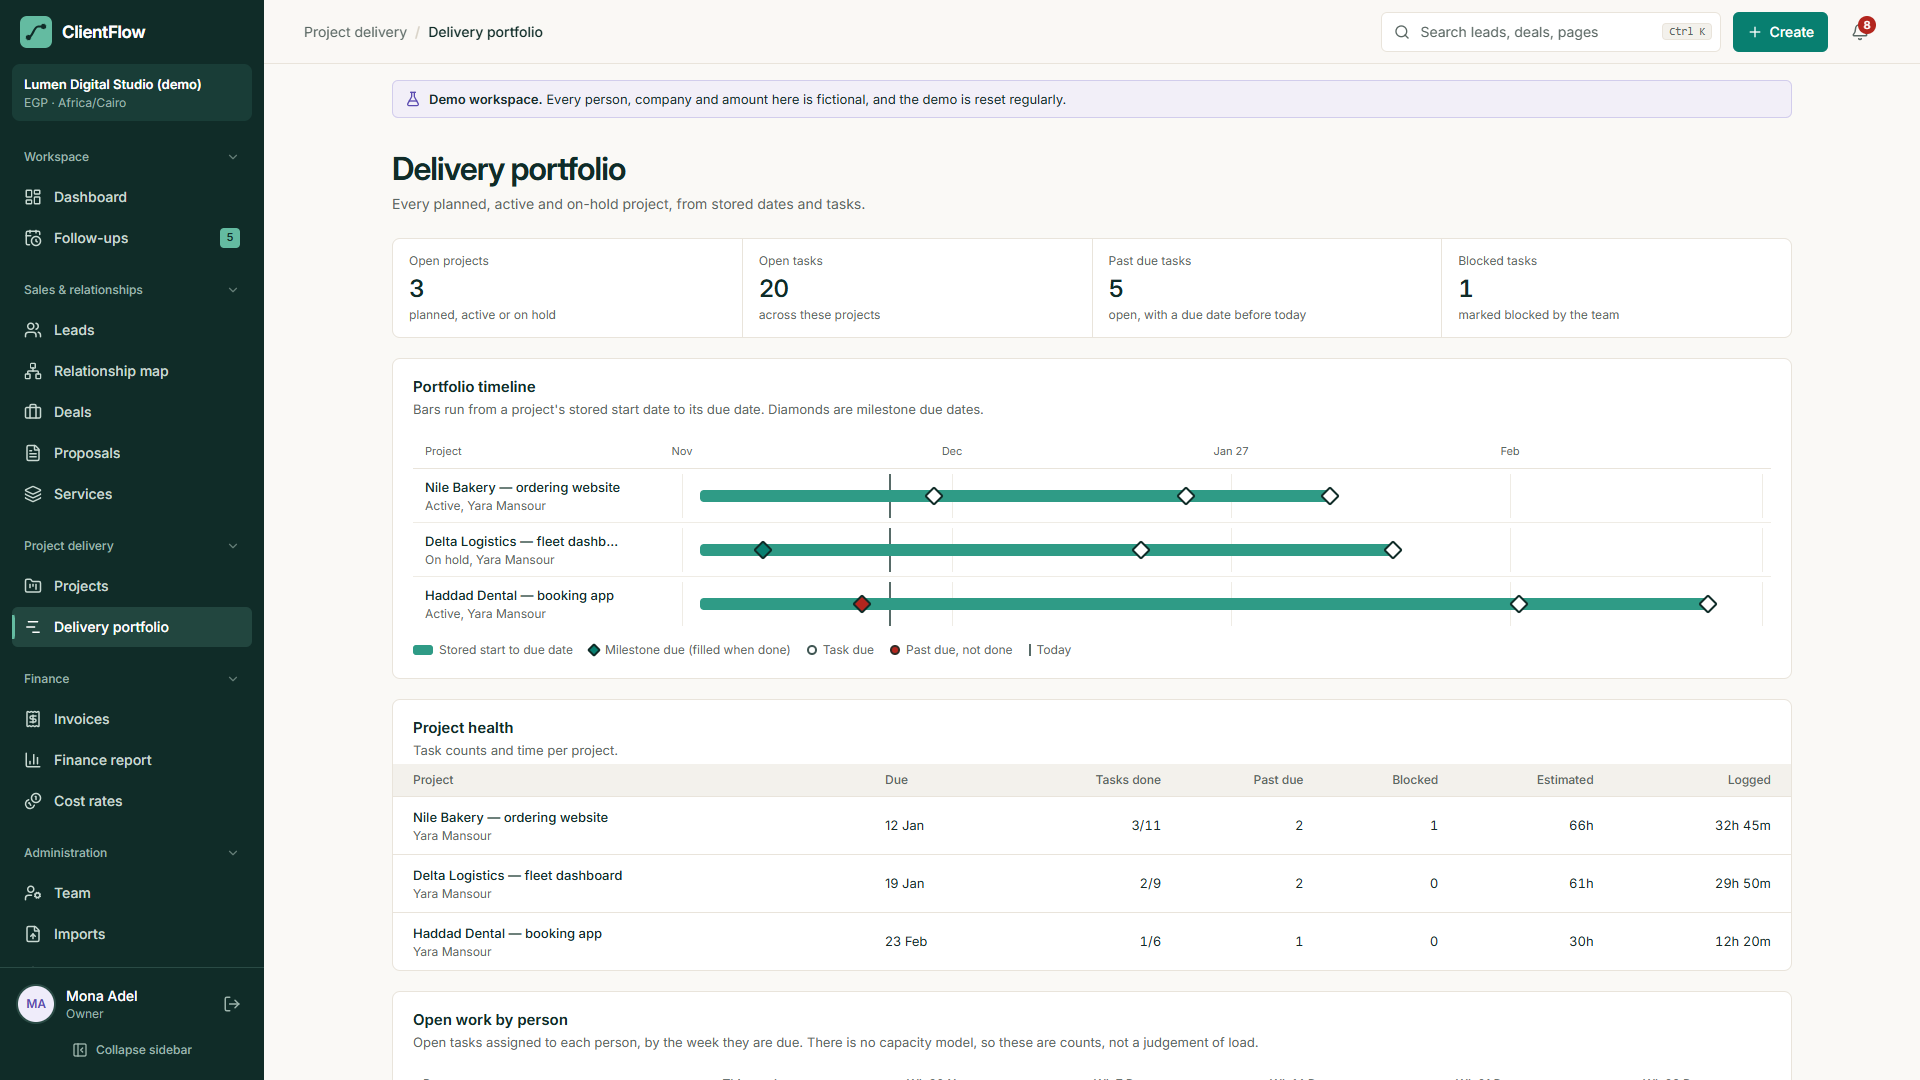 ClientFlow
Lumen Digital Studio (demo)
EGP · Africa/Cairo
Workspace
Dashboard
Follow-ups
5
Sales & relationships
Leads
Relationship map
Deals
Proposals
Services
Project delivery
Projects
Delivery portfolio
Finance
Invoices
Finance report
Cost rates
Administration
Team
Imports
MA
Mona Adel
Owner
Collapse sidebar
Project delivery / Delivery portfolio
Search leads, deals, pages
Ctrl K
Create
8
Demo workspace. Every person, company and amount here is fictional, and the demo is reset regularly.
Delivery portfolio
Every planned, active and on-hold project, from stored dates and tasks.
Open projects
3
planned, active or on hold
Open tasks
20
across these projects
Past due tasks
5
open, with a due date before today
Blocked tasks
1
marked blocked by the team
Portfolio timeline
Bars run from a project's stored start date to its due date. Diamonds are milestone due dates.
Project Nov Dec Jan 27 Feb
Nile Bakery — ordering website
Active, Yara Mansour
Delta Logistics — fleet dashb...
On hold, Yara Mansour
Haddad Dental — booking app
Active, Yara Mansour
Stored start to due date Milestone due (filled when done) Task due Past due, not done Today
Project health
Task counts and time per project.
Project Due Tasks done Past due Blocked Estimated Logged
Nile Bakery — ordering website
Yara Mansour
12 Jan 3/11 2 1 66h 32h 45m
Delta Logistics — fleet dashboard
Yara Mansour
19 Jan 2/9 2 0 61h 29h 50m
Haddad Dental — booking app
Yara Mansour
23 Feb 1/6 1 0 30h 12h 20m
Open work by person
Open tasks assigned to each person, by the week they are due. There is no capacity model, so these are counts, not a judgement of load.